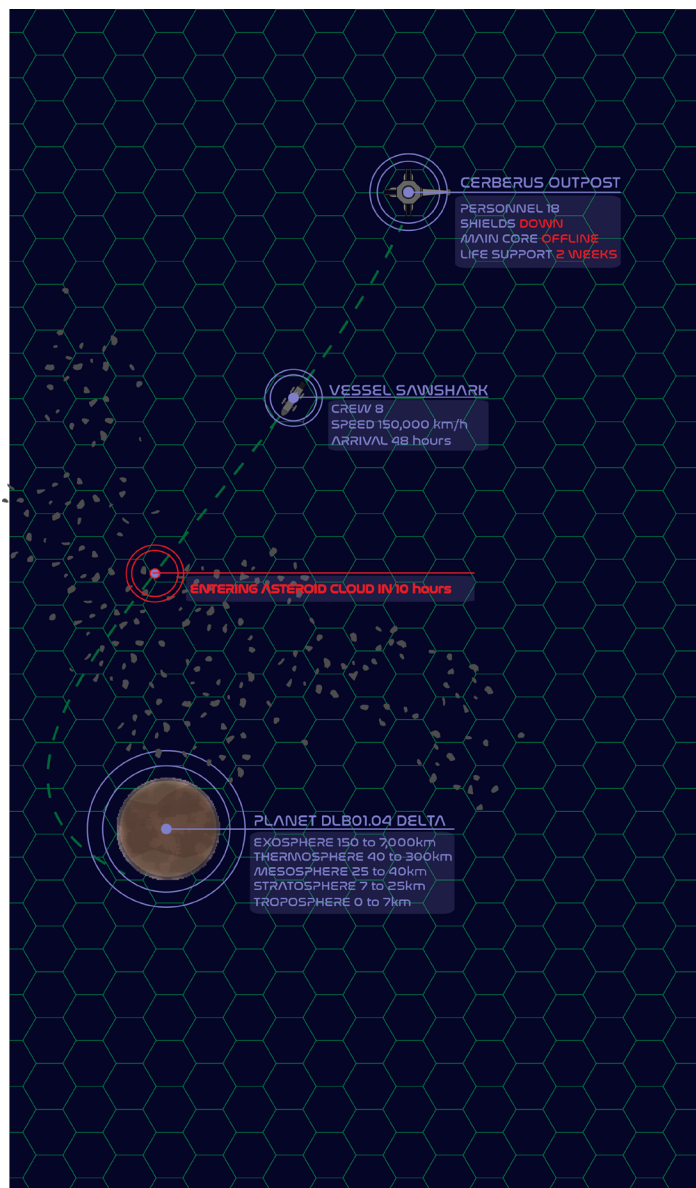 CERBERUS OUTPOST
PERSONNEL 18
SHIELDS DOWN
MAIN CORE OFFLINE
LIFE SUPPORT 2 WEEKS
VESSEL SAWSHARK
CREW 8
SPEED 150,000 km/h
ARRIVAL 48 hours
ENTERING ASTEROID CLOUD IN 10 hours
PLANET DLB01.04 DELTA
EXOSPHERE 150 to 7,000km
THERMOSPHERE 40 to 300km
MESOSPHERE 25 to 40km
STRATOSPHERE 7 to 25km
TROPOSPHERE 0 to 7km